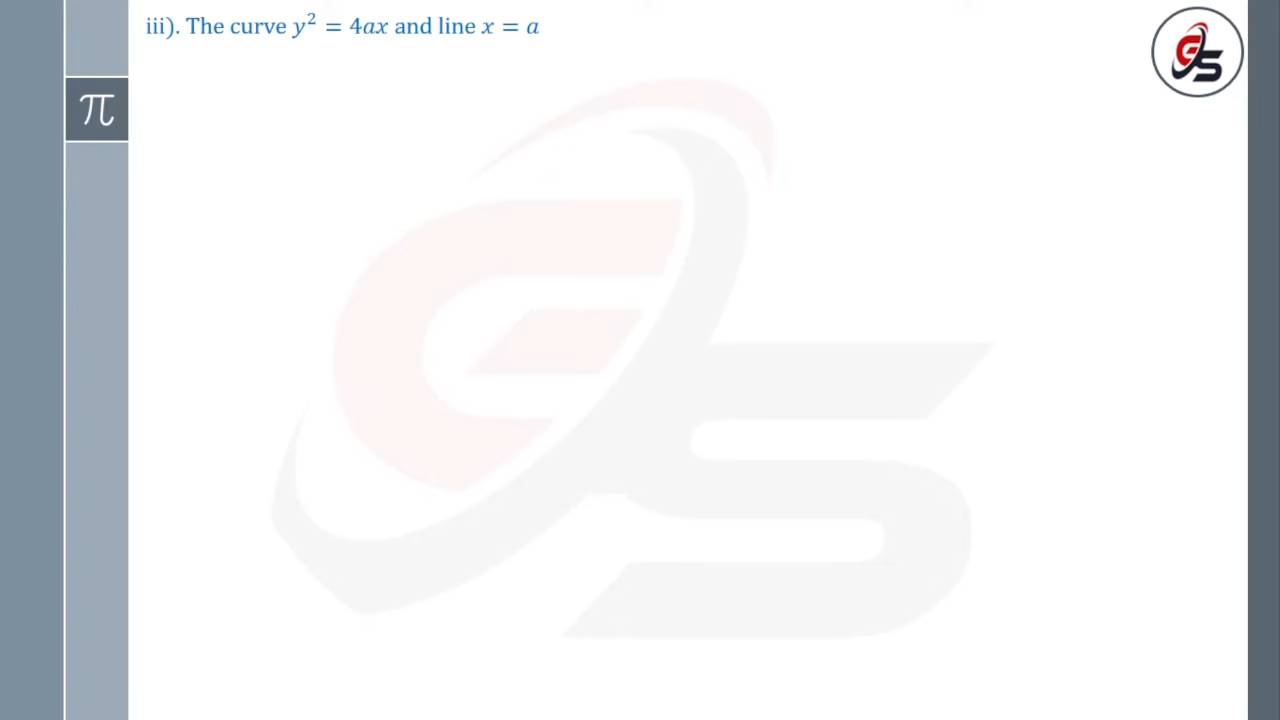 iii). The curve y² = 4ax and line x = a
π